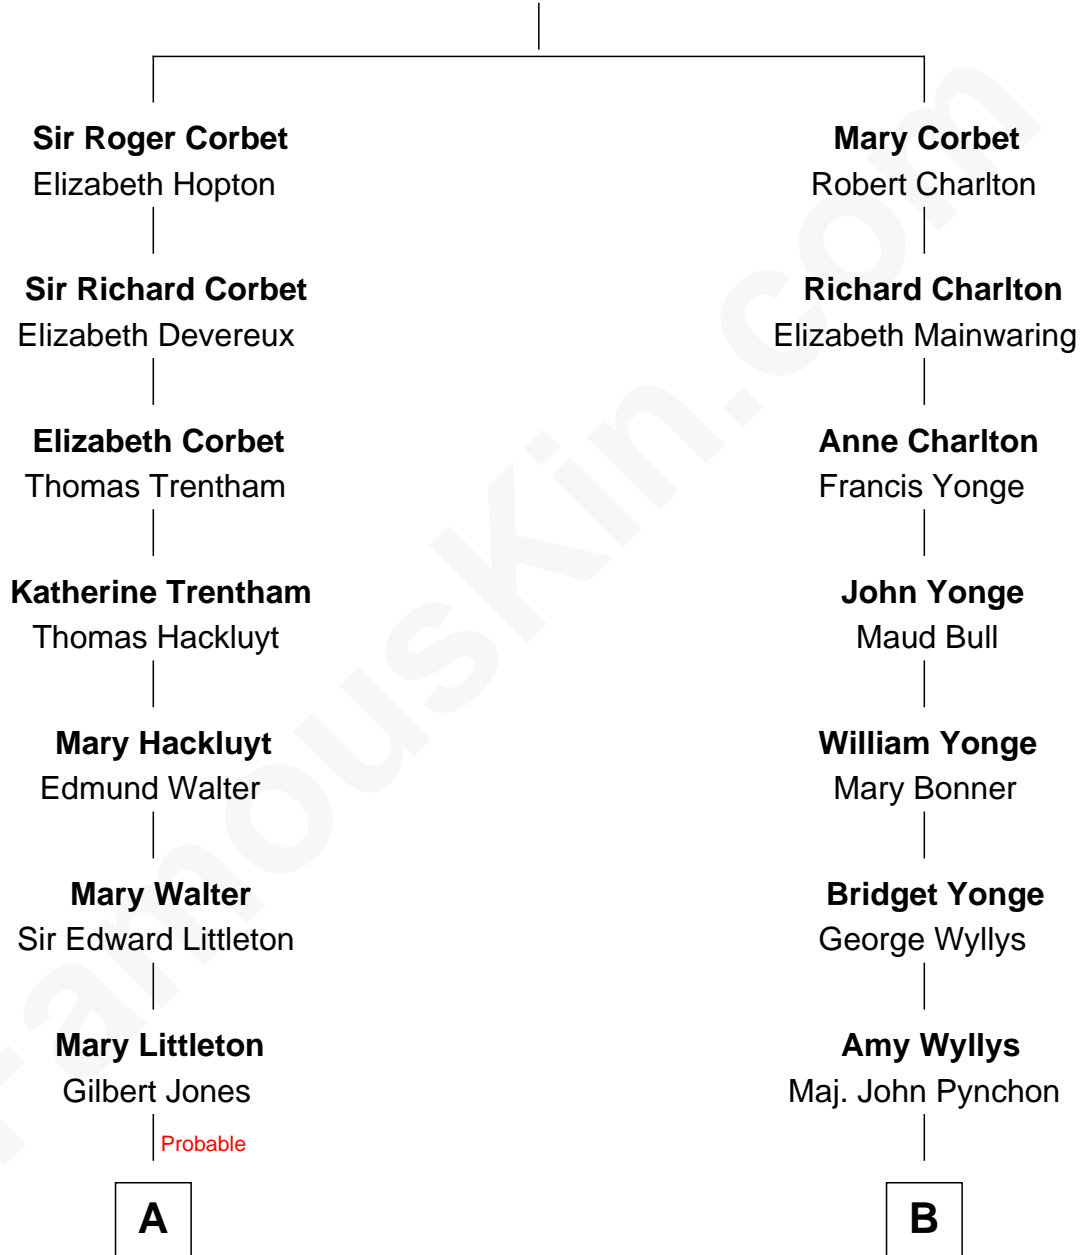 Sir Roger Corbet
Elizabeth Hopton
Sir Richard Corbet
Elizabeth Devereux
Elizabeth Corbet
Thomas Trentham
Katherine Trentham
Thomas Hackluyt
Mary Hackluyt
Edmund Walter
Mary Walter
Sir Edward Littleton
Mary Littleton
Gilbert Jones
Probable
A
Mary Corbet
Robert Charlton
Richard Charlton
Elizabeth Mainwaring
Anne Charlton
Francis Yonge
John Yonge
Maud Bull
William Yonge
Mary Bonner
Bridget Yonge
George Wyllys
Amy Wyllys
Maj. John Pynchon
B
FamousKin.com